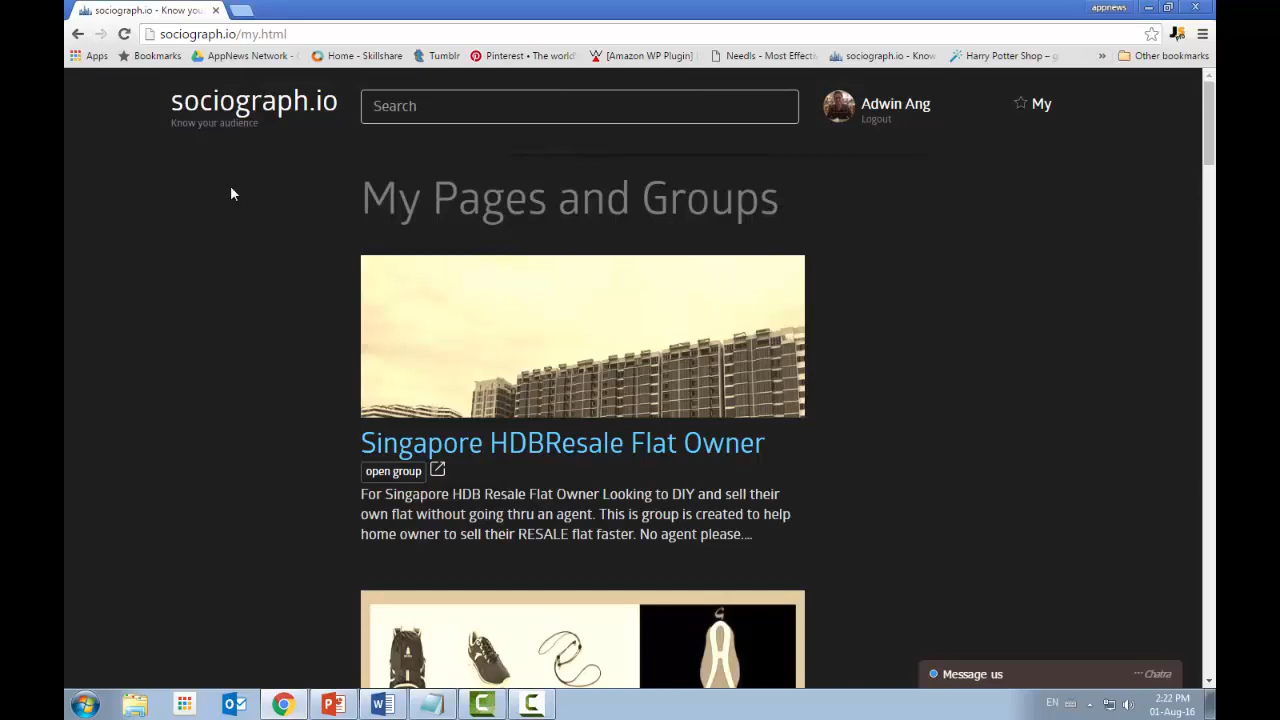 sociograph.io - Know you
appnews
sociograph.io/my.html
Apps Bookmarks AppNews Network - Home - Skillshare Tumblr Pinterest • The world [Amazon WP Plugin] Needls - Most Effecti sociograph.io - Know Harry Potter Shop – g » Other bookmarks
sociograph.io
Know your audience
Search
Adwin Ang
Logout
My
My Pages and Groups
Singapore HDBResale Flat Owner
open group
For Singapore HDB Resale Flat Owner Looking to DIY and sell their
own flat without going thru an agent. This is group is created to help
home owner to sell their RESALE flat faster. No agent please....
Message us
Chatra
EN
2:22 PM
01-Aug-16